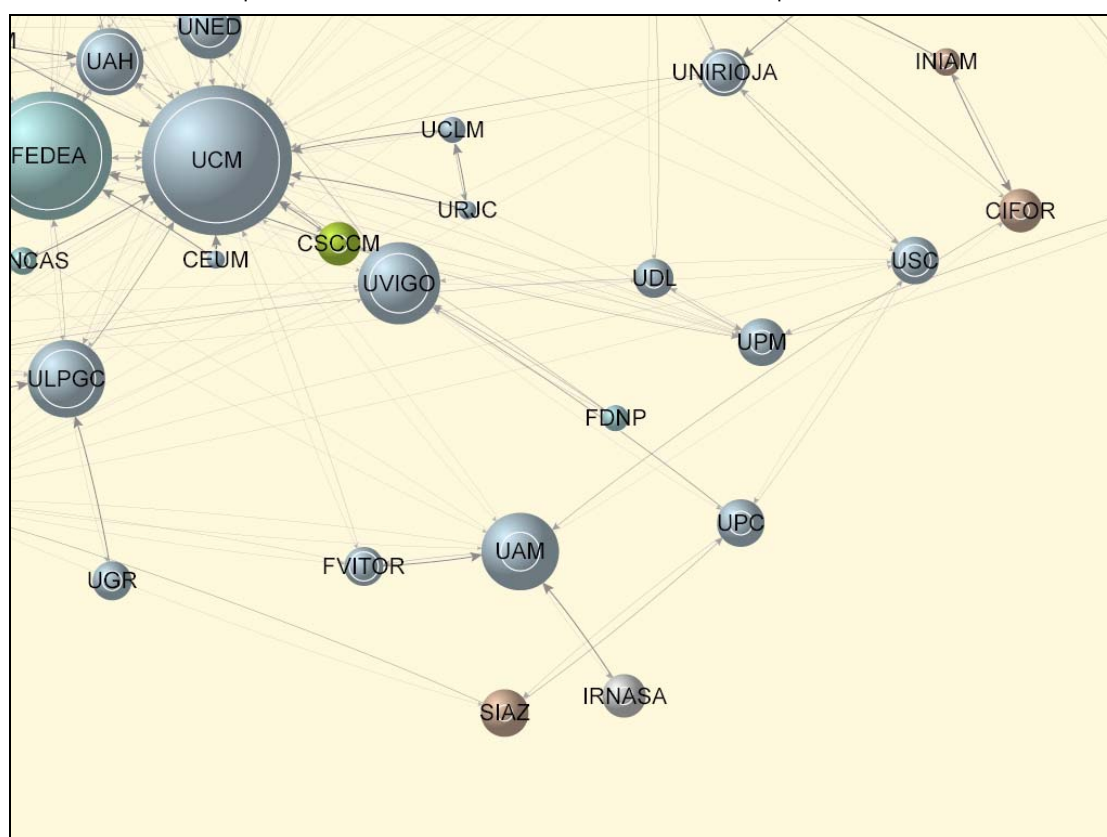 UNED
UAH
UNIRIOJA
INIAM
UCLM
FEDEA
UCM
URJC
CIFOR
CSCCM
NCAS
CEUM
USC
UVIGO
UDL
UPM
ULPGC
FDNP
UPC
UAM
FVITOR
UGR
IRNASA
SIAZ